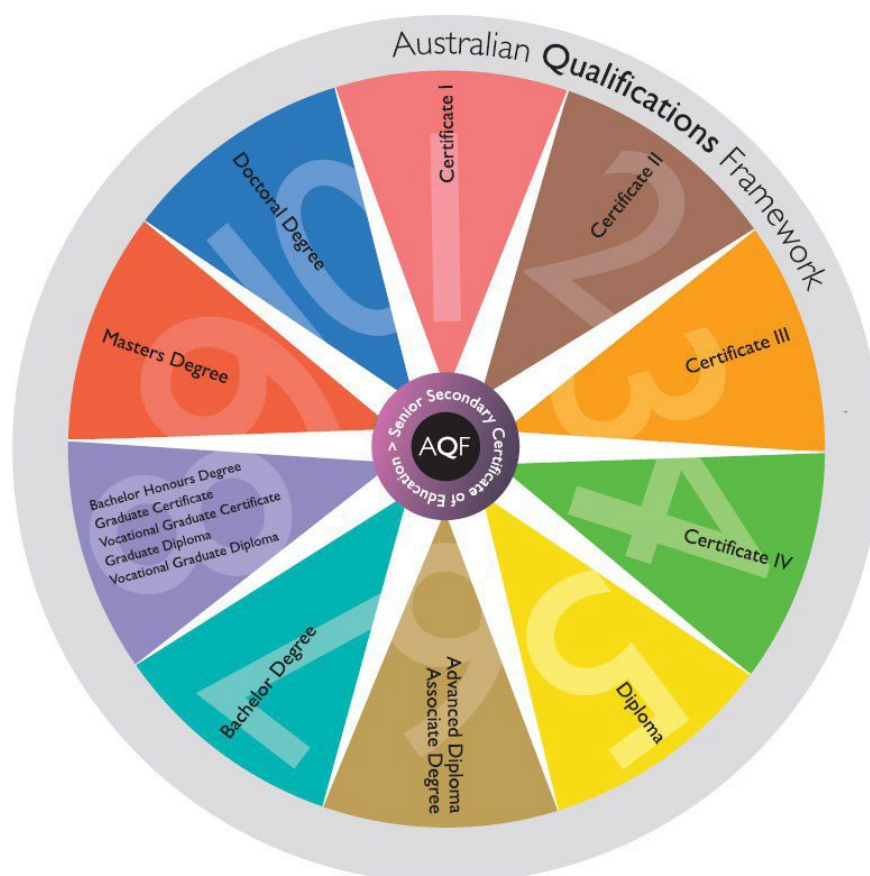 Australian Qualifications Framework
1
Certificate I
2
Certificate II
3
Certificate III
4
Certificate IV
5
Diploma
6
Advanced Diploma
Associate Degree
7
Bachelor Degree
8
Bachelor Honours Degree
Graduate Certificate
Vocational Graduate Certificate
Graduate Diploma
Vocational Graduate Diploma
9
Masters Degree
10
Doctoral Degree
Senior Secondary Certificate of Education >
AQF